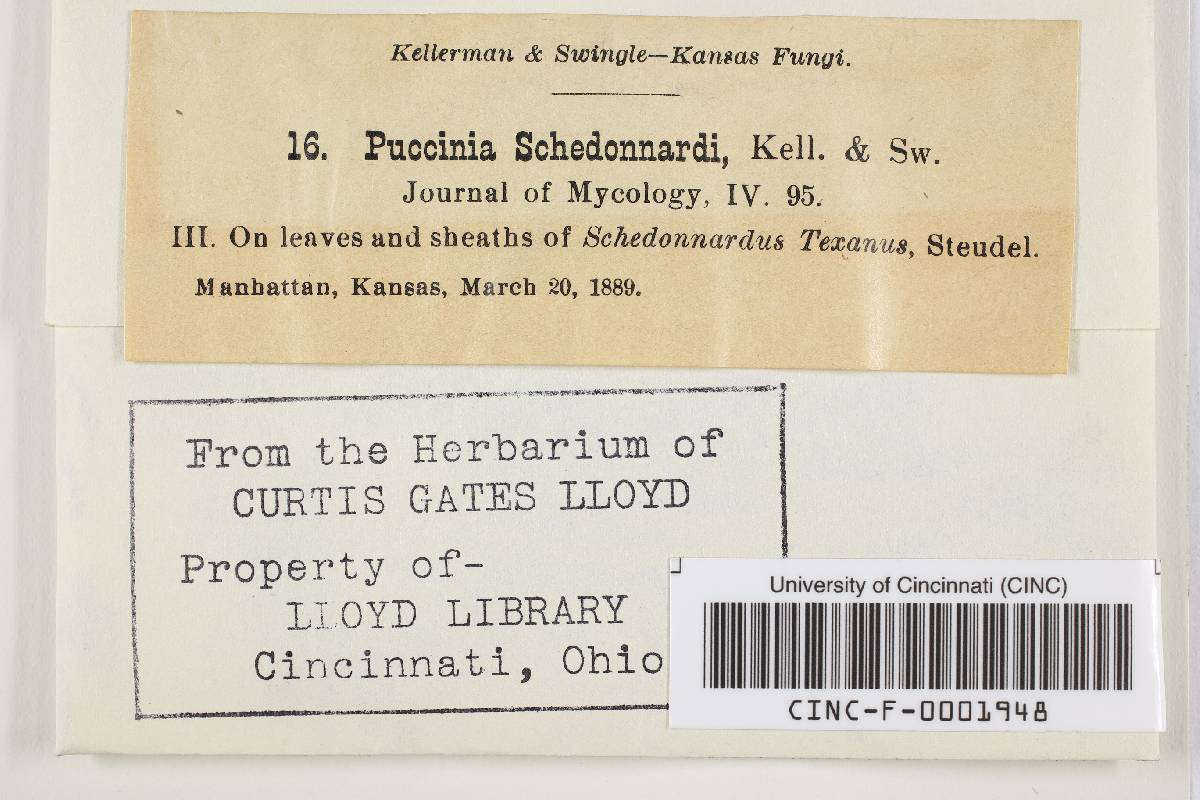 Kellerman & Swingle—Kansas Fungi.
16. Puccinia Schedonnardi, Kell. & Sw.
Journal of Mycology, IV. 95.
III. On leaves and sheaths of Schedonnardus Texanus, Steudel.
Manhattan, Kansas, March 20, 1889.
From the Herbarium of
CURTIS GATES LLOYD
Property of-
LLOYD LIBRARY
Cincinnati, Ohio
University of Cincinnati (CINC)
CINC-F-0001948